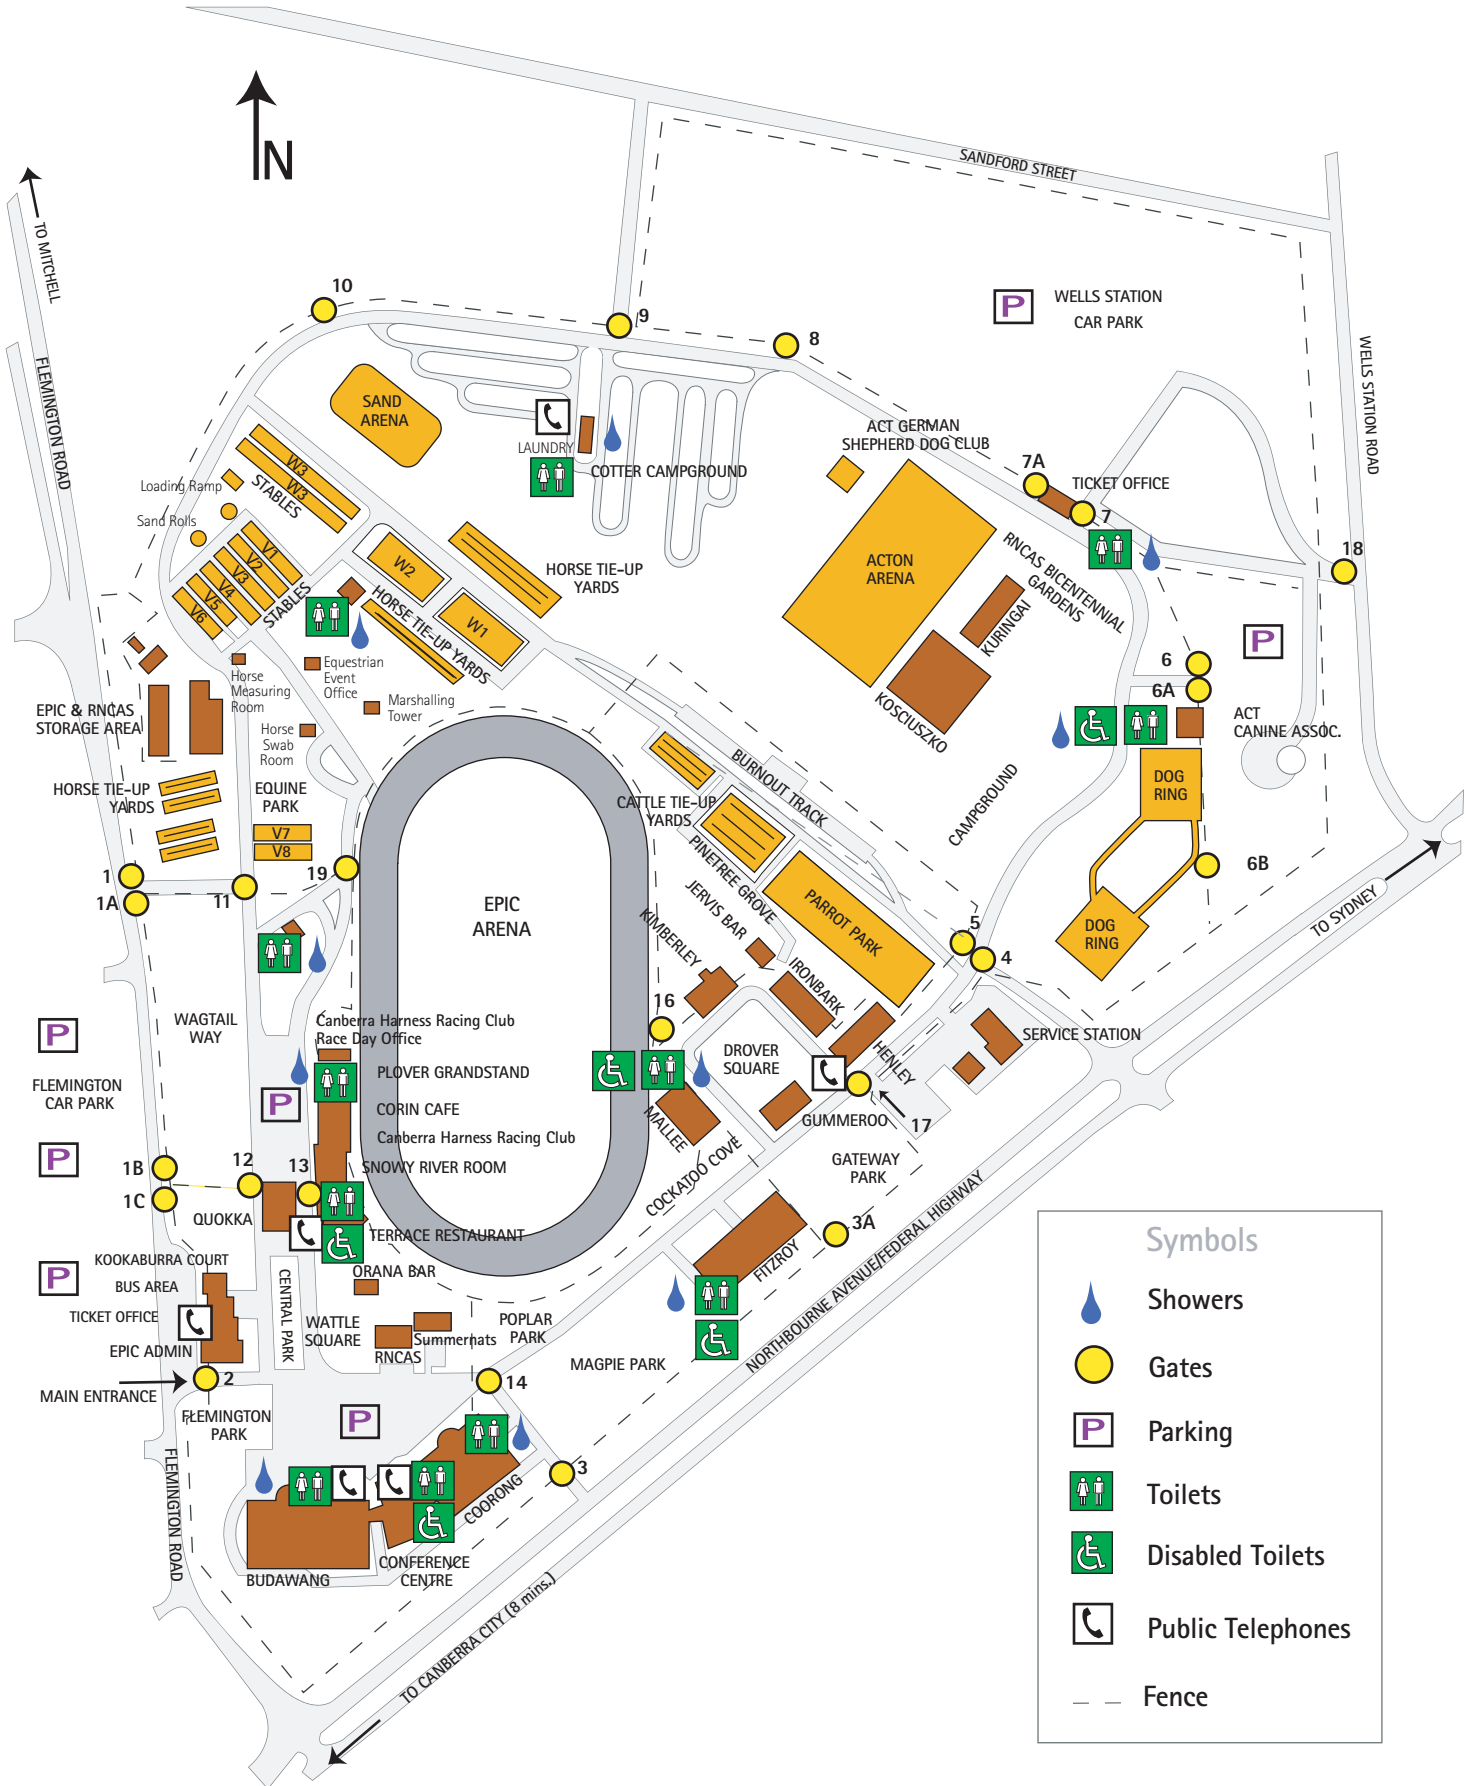 N
SANDFORD STREET
TO MITCHELL
FLEMINGTON ROAD
10
9
8
P
WELLS STATION
CAR PARK
WELLS STATION ROAD
SAND
ARENA
LAUNDRY
COTTER CAMPGROUND
ACT GERMAN
SHEPHERD DOG CLUB
7A
TICKET OFFICE
7
18
W3
W3
STABLES
Loading Ramp
Sand Rolls
V1
V2
V3
V4
V5
V6
STABLES
W2
W1
HORSE TIE-UP YARDS
HORSE TIE-UP
YARDS
ACTON
ARENA
RNCAS BICENTENNIAL
GARDENS
KURINGAI
KOSCIUSZKO
6
6A
P
ACT
CANINE ASSOC.
Equestrian
Event
Office
Horse
Measuring
Room
Marshalling
Tower
Horse
Swab
Room
EPIC & RNCAS
STORAGE AREA
HORSE TIE-UP
YARDS
EQUINE
PARK
V7
V8
1
1A
11
19
EPIC
ARENA
BURNOUT TRACK
CATTLE TIE-UP
YARDS
PINETREE GROVE
PARROT PARK
CAMPGROUND
DOG
RING
DOG
RING
6B
TO SYDNEY
JERVIS BAR
KIMBERLEY
IRONBARK
5
4
16
HENLEY
SERVICE STATION
DROVER
SQUARE
GUMMEROO
17
MALLEE
COCKATOO COVE
GATEWAY
PARK
WAGTAIL
WAY
P
FLEMINGTON
CAR PARK
P
P
P
Canberra Harness Racing Club
Race Day Office
PLOVER GRANDSTAND
CORIN CAFE
Canberra Harness Racing Club
SNOWY RIVER ROOM
TERRACE RESTAURANT
ORANA BAR
1B
1C
12
13
QUOKKA
KOOKABURRA COURT
BUS AREA
TICKET OFFICE
EPIC ADMIN
MAIN ENTRANCE
2
CENTRAL PARK
WATTLE
SQUARE
RNCAS
Summernats
POPLAR
PARK
MAGPIE PARK
FITZROY
3A
14
3
NORTHBOURNE AVENUE/FEDERAL HIGHWAY
FLEMINGTON
PARK
P
FLEMINGTON ROAD
BUDAWANG
COORONG
CONFERENCE
CENTRE
TO CANBERRA CITY (8 mins.)
Symbols
Showers
Gates
P
Parking
Toilets
Disabled Toilets
Public Telephones
Fence